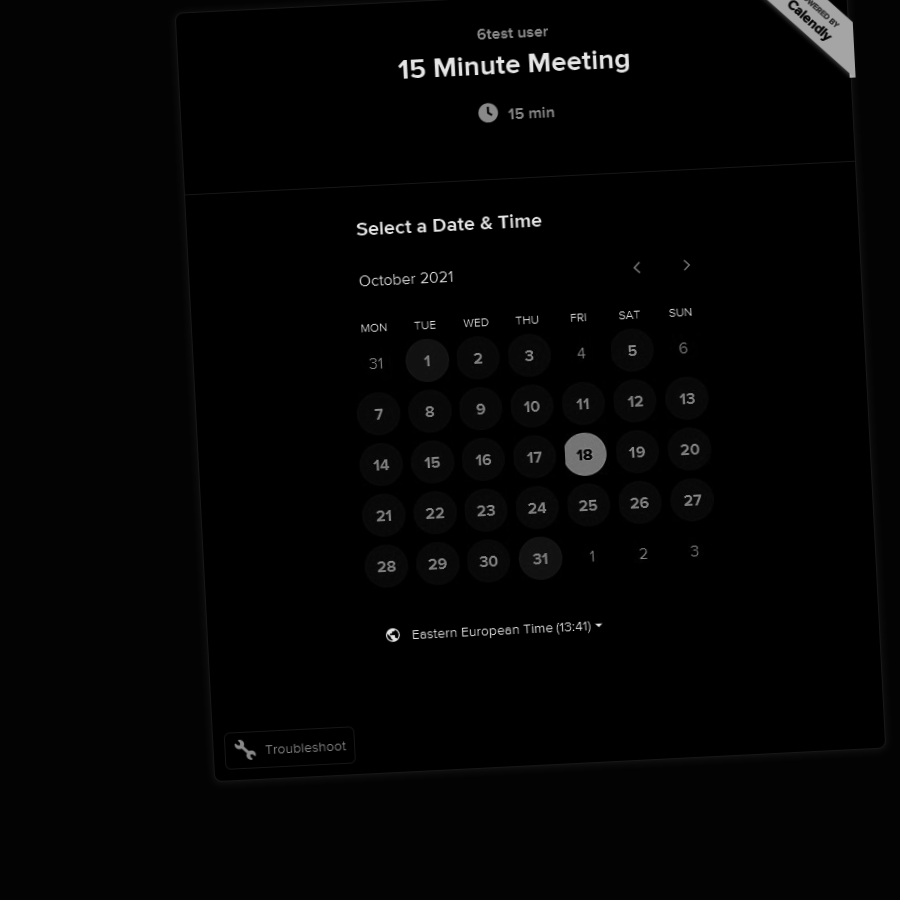 6test user
15 Minute Meeting
15 min
POWERED BY
Calendly
Select a Date & Time
October 2021
MON TUE WED THU FRI SAT SUN
31 1 2 3 4 5 6
7 8 9 10 11 12 13
14 15 16 17 18 19 20
21 22 23 24 25 26 27
28 29 30 31 1 2 3
Eastern European Time (13:41)
Troubleshoot